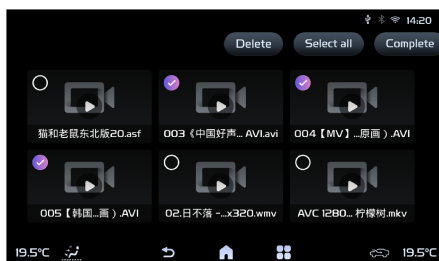 14:20
Delete
Select all
Complete
猫和老鼠东北版20.asf
003《中国好声... AVI.avi
004【MV】...原画）.AVI
005【韩国...画）.AVI
02.日不落 -...x320.wmv
AVC 1280... 柠檬树.mkv
19.5°C
19.5°C